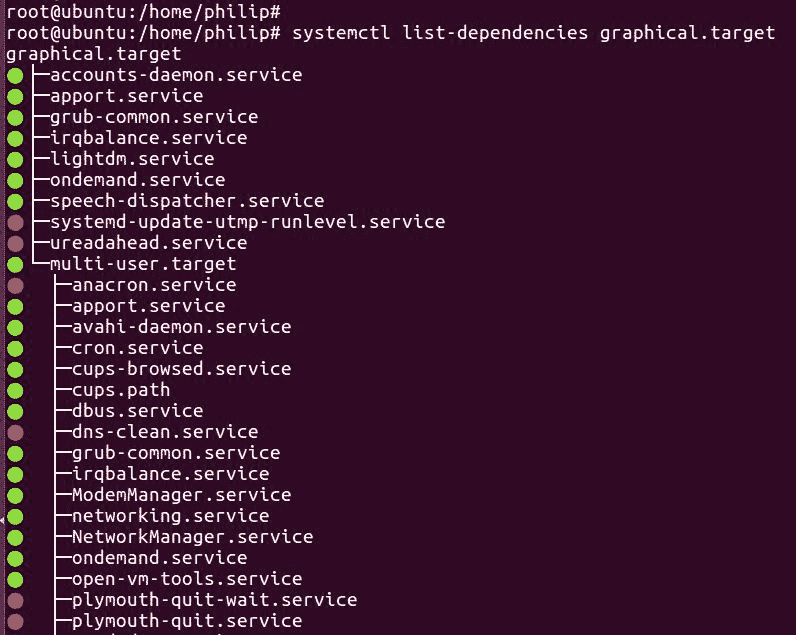 root@ubuntu:/home/philip#
root@ubuntu:/home/philip# systemctl list-dependencies graphical.target
graphical.target
accounts-daemon.service
apport.service
grub-common.service
irqbalance.service
lightdm.service
ondemand.service
speech-dispatcher.service
systemd-update-utmp-runlevel.service
ureadahead.service
multi-user.target
anacron.service
apport.service
avahi-daemon.service
cron.service
cups-browsed.service
cups.path
dbus.service
dns-clean.service
grub-common.service
irqbalance.service
ModemManager.service
networking.service
NetworkManager.service
ondemand.service
open-vm-tools.service
plymouth-quit-wait.service
plymouth-quit.service